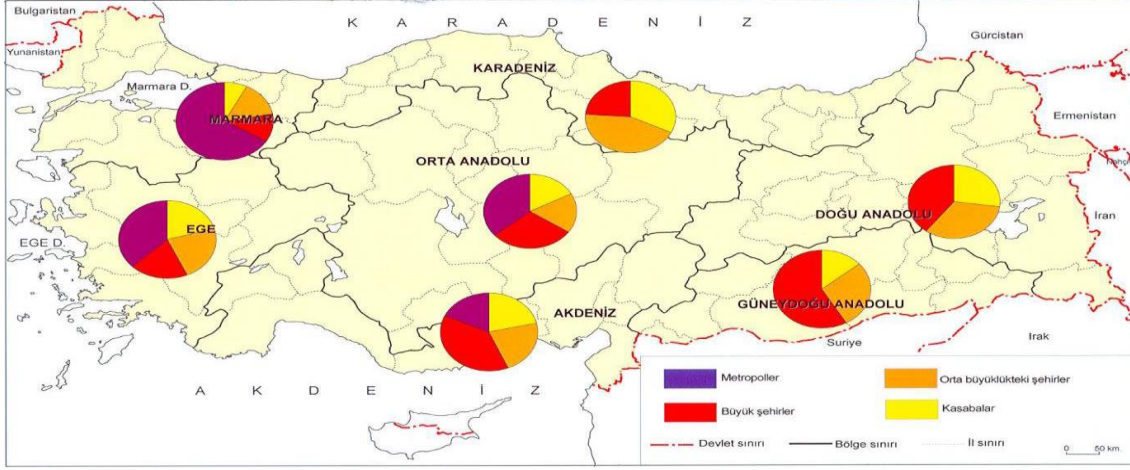 Bulgaristan
K A R A D E N İ Z
Gürcistan
Yunanistan
KARADENİZ
Marmara D.
MARMARA
Ermenistan
ORTA ANADOLU
DOĞU ANADOLU
İran
EGE
EGE D.
GÜNEYDOĞU ANADOLU
AKDENİZ
Suriye
Irak
A K D E N İ Z
Metropoller
Orta büyüklükteki şehirler
Büyük şehirler
Kasabalar
Devlet sınırı
Bölge sınırı
İl sınırı
0 50 km.